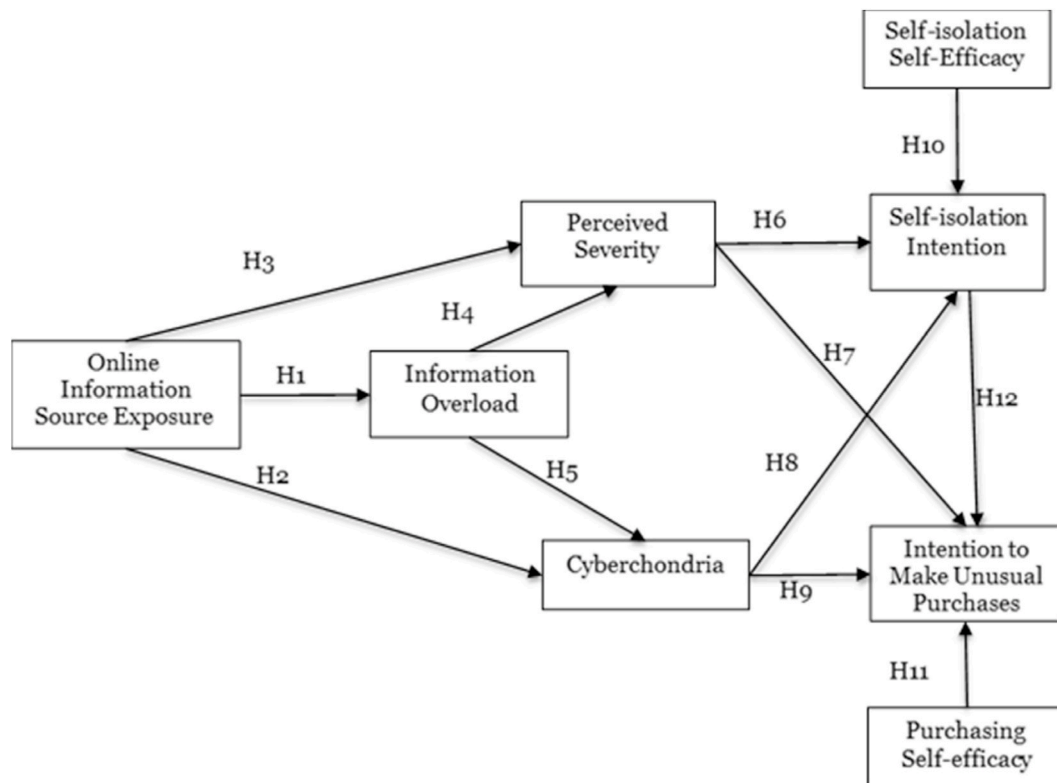 Self-isolation
Self-Efficacy
H10
Self-isolation
Intention
Perceived
Severity
H6
H3
H4
H7
Online
Information
Source Exposure
H1
Information
Overload
H12
H2
H5
H8
Cyberchondria
H9
Intention to
Make Unusual
Purchases
H11
Purchasing
Self-efficacy